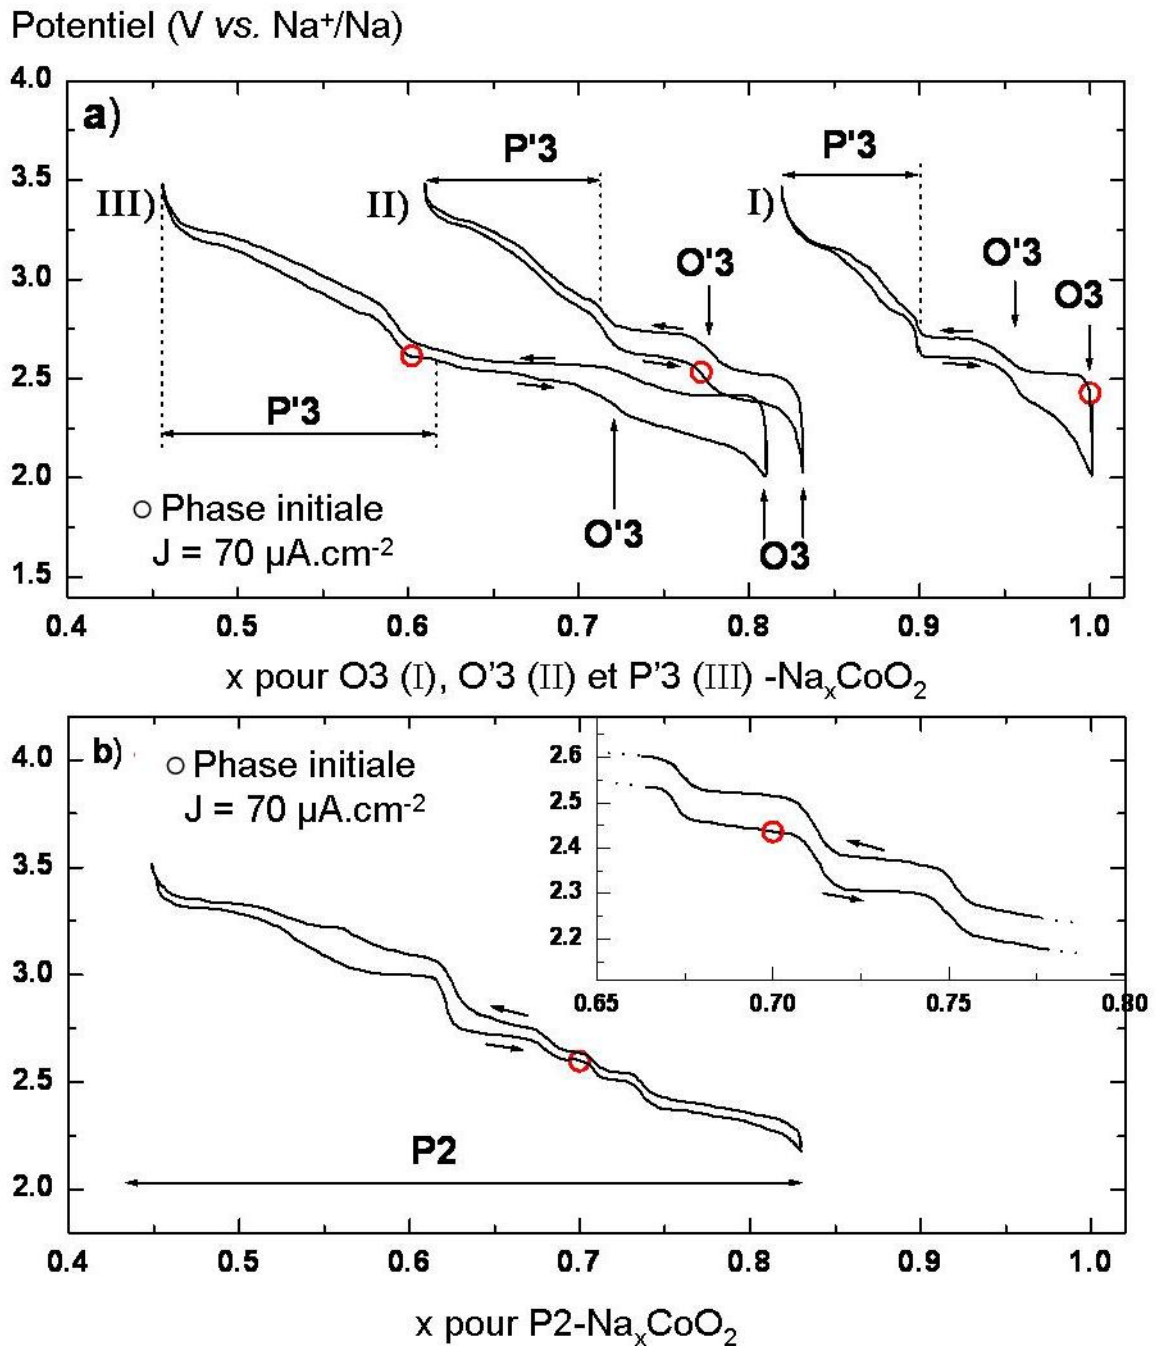 Potentiel (V vs. Na⁺/Na)
4.0
a)
P'3
P'3
3.5
III)
II)
I)
O'3
O'3
O3
3.0
2.5
P'3
2.0
Phase initiale
O'3
O3
J = 70 µA.cm⁻²
1.5
0.4 0.5 0.6 0.7 0.8 0.9 1.0
x pour O3 (I), O'3 (II) et P'3 (III) -NaₓCoO₂
b)
Phase initiale
J = 70 µA.cm⁻²
4.0
3.5
3.0
2.5
2.0
2.6
2.5
2.4
2.3
2.2
0.65 0.70 0.75 0.80
P2
0.4 0.5 0.6 0.7 0.8 0.9 1.0
x pour P2-NaₓCoO₂